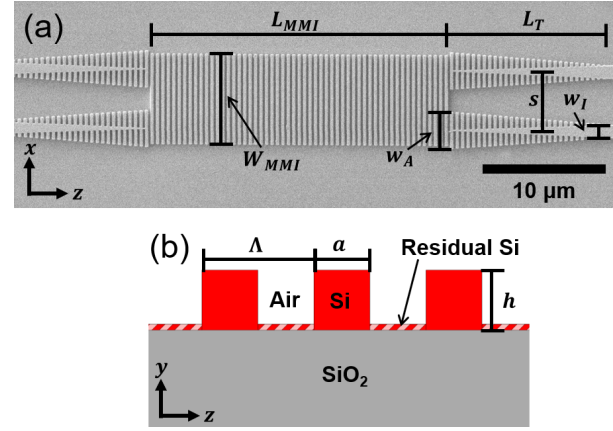 (a)
L_MMI
L_T
s
w_I
W_MMI
w_A
x
z
10 μm
(b)
Λ
a
Residual Si
Air
Si
h
SiO₂
y
z